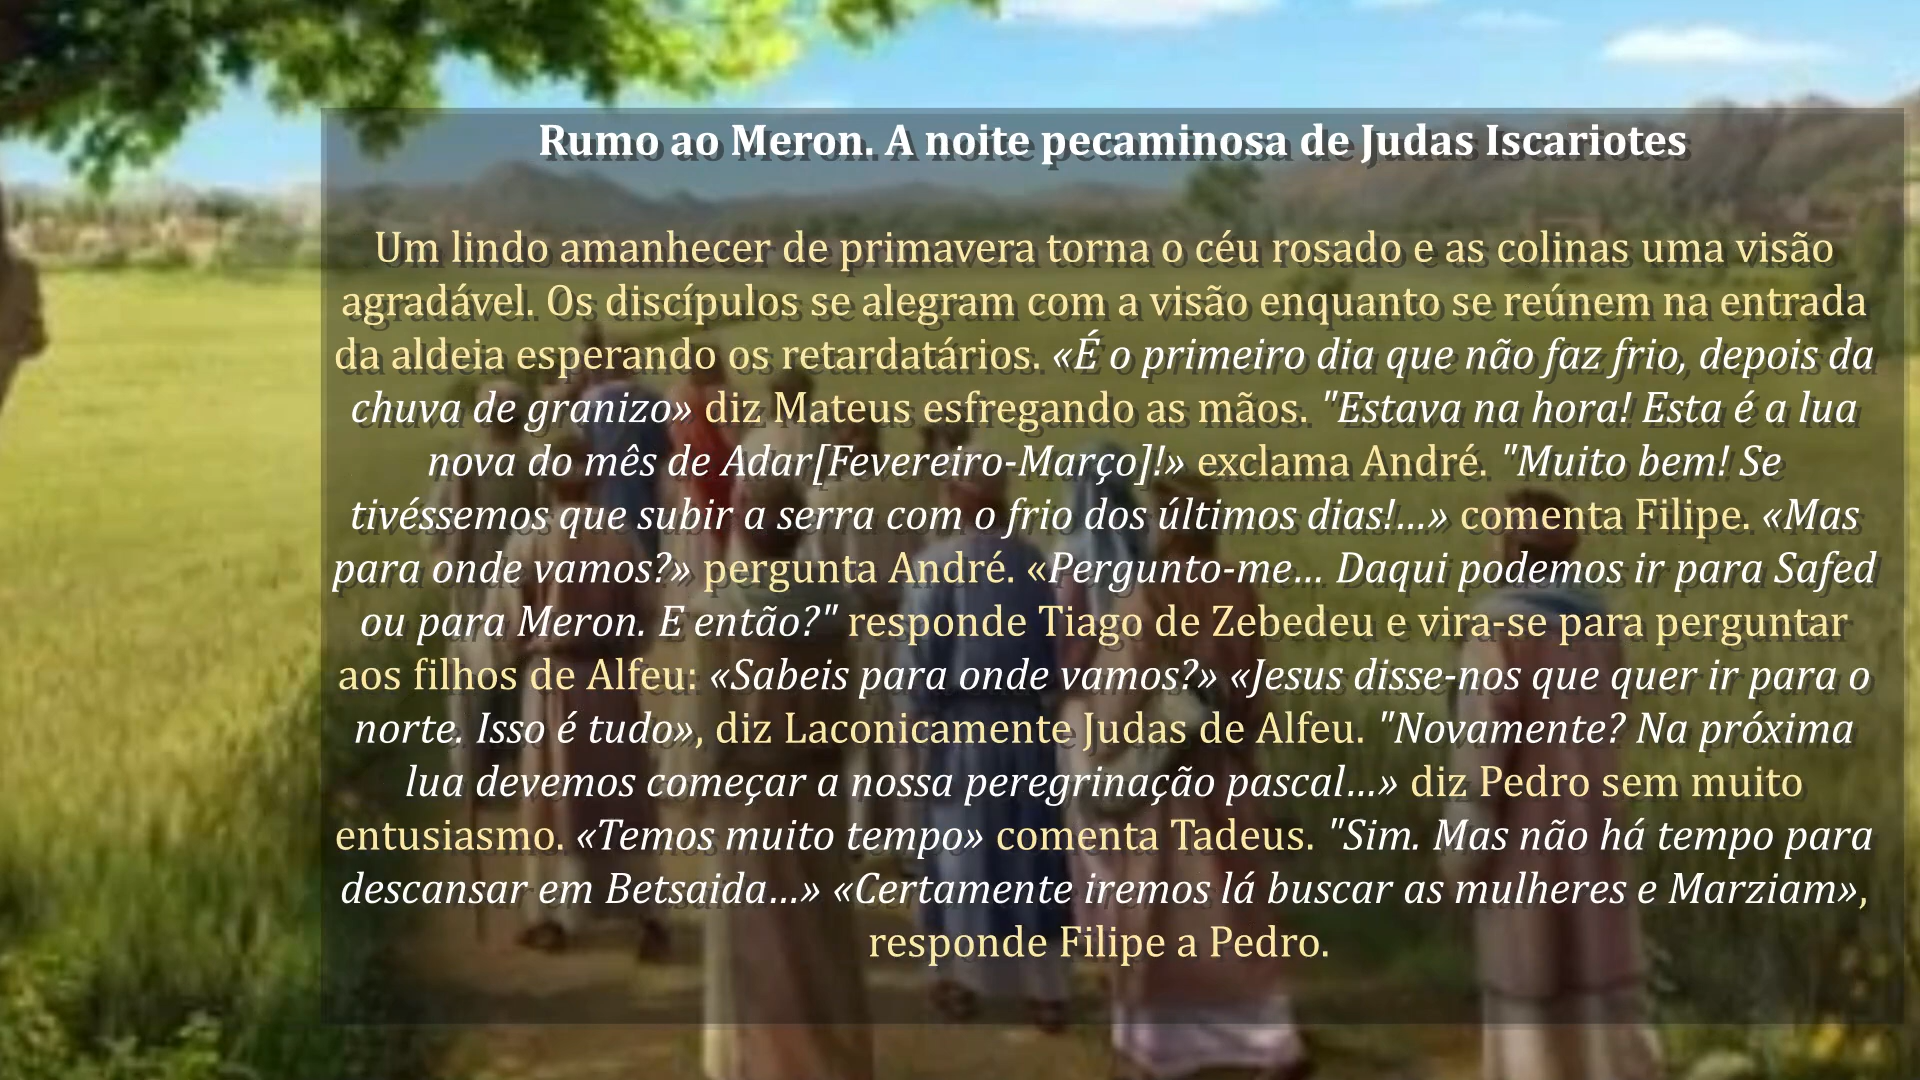 Rumo ao Meron. A noite pecaminosa de Judas Iscariotes
Um lindo amanhecer de primavera torna o céu rosado e as colinas uma visão
agradável. Os discípulos se alegram com a visão enquanto se reúnem na entrada
da aldeia esperando os retardatários. «É o primeiro dia que não faz frio, depois da
chuva de granizo» diz Mateus esfregando as mãos. "Estava na hora! Esta é a lua
nova do mês de Adar[Fevereiro-Março]!» exclama André. "Muito bem! Se
tivéssemos que subir a serra com o frio dos últimos dias!...» comenta Filipe. «Mas
para onde vamos?» pergunta André. «Pergunto-me... Daqui podemos ir para Safed
ou para Meron. E então?" responde Tiago de Zebedeu e vira-se para perguntar
aos filhos de Alfeu: «Sabeis para onde vamos?» «Jesus disse-nos que quer ir para o
norte. Isso é tudo», diz Laconicamente Judas de Alfeu. "Novamente? Na próxima
lua devemos começar a nossa peregrinação pascal...» diz Pedro sem muito
entusiasmo. «Temos muito tempo» comenta Tadeus. "Sim. Mas não há tempo para
descansar em Betsaida...» «Certamente iremos lá buscar as mulheres e Marziam»,
responde Filipe a Pedro.